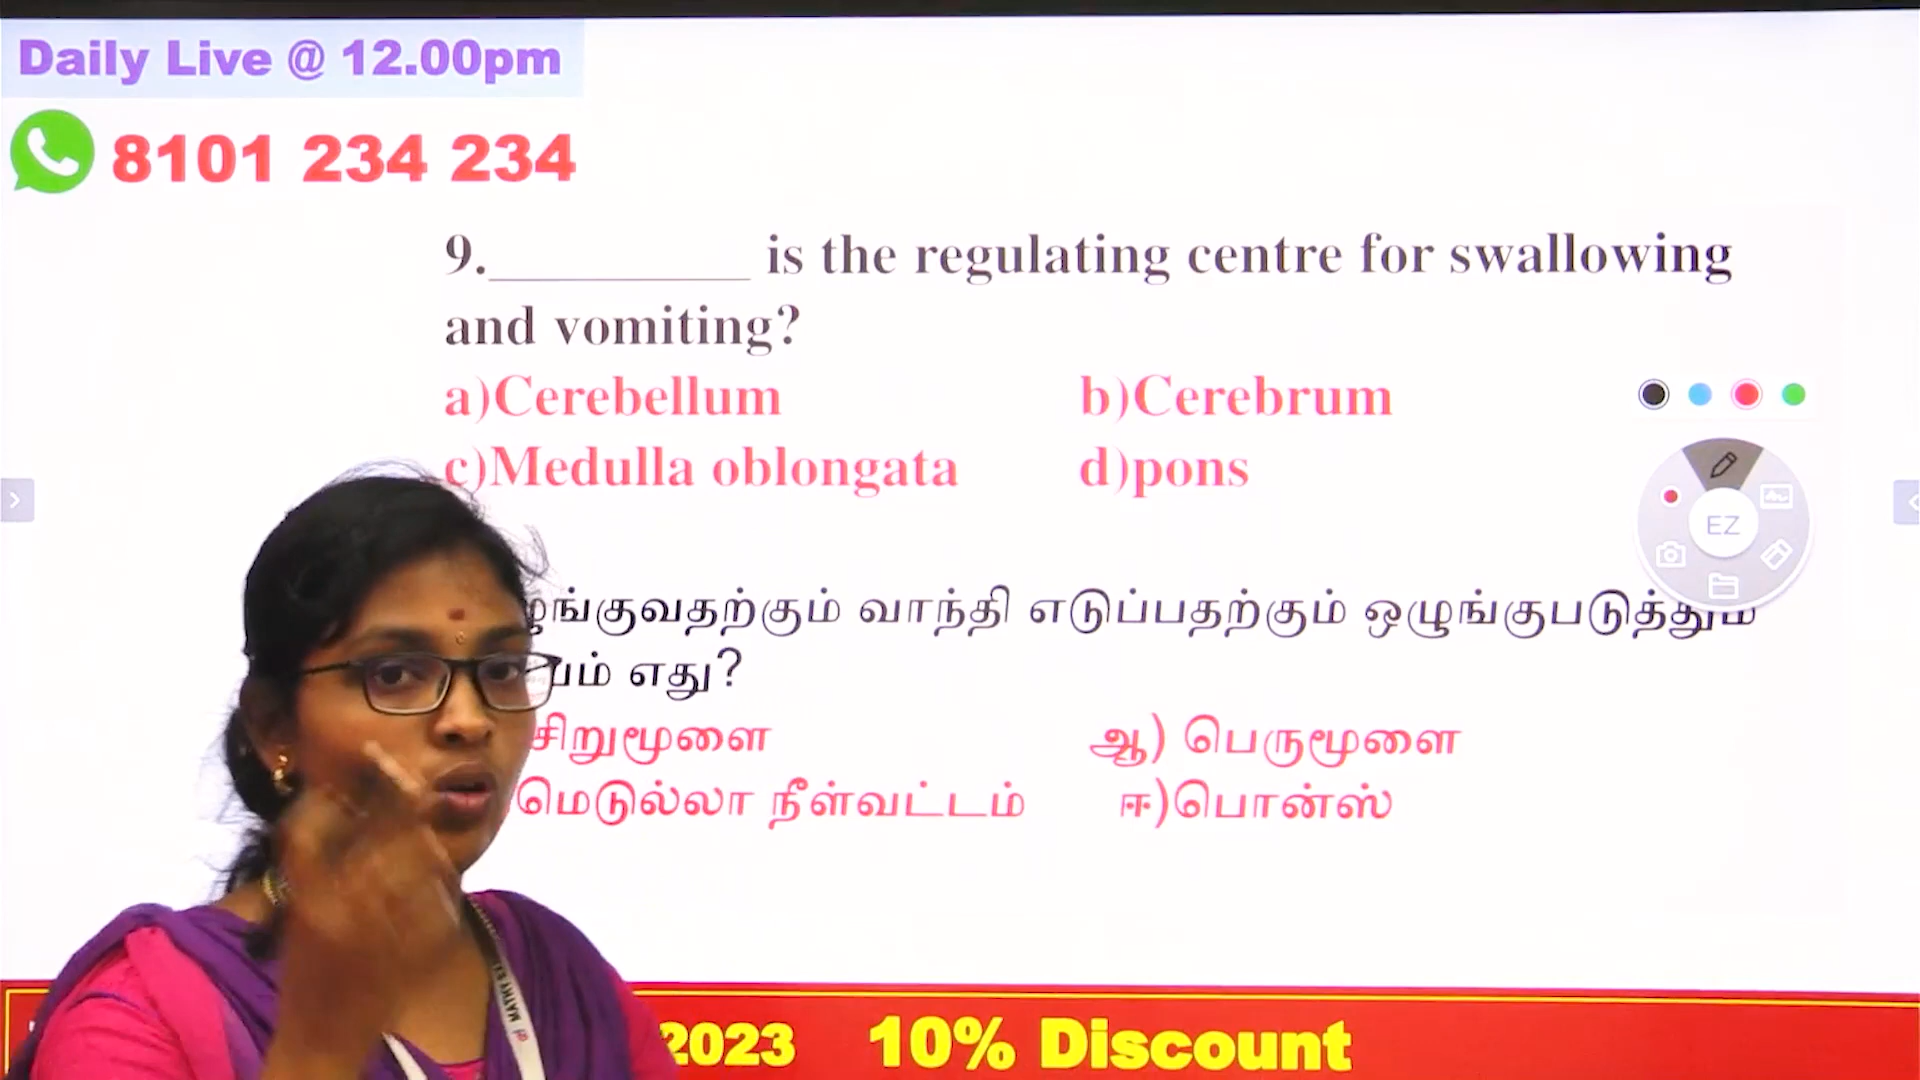 Daily Live @ 12.00pm
8101 234 234
9.__________ is the regulating centre for swallowing
and vomiting?
a)Cerebellum b)Cerebrum
c)Medulla oblongata d)pons
EZ
வாந்தி எடுப்பதற்கும் ஒழுங்குபடுத்தும்
எது?
சிறுமூளை ஆ) பெருமூளை
மெடுல்லா நீள்வட்டம் ஈ)பொன்ஸ்
2023 10% Discount